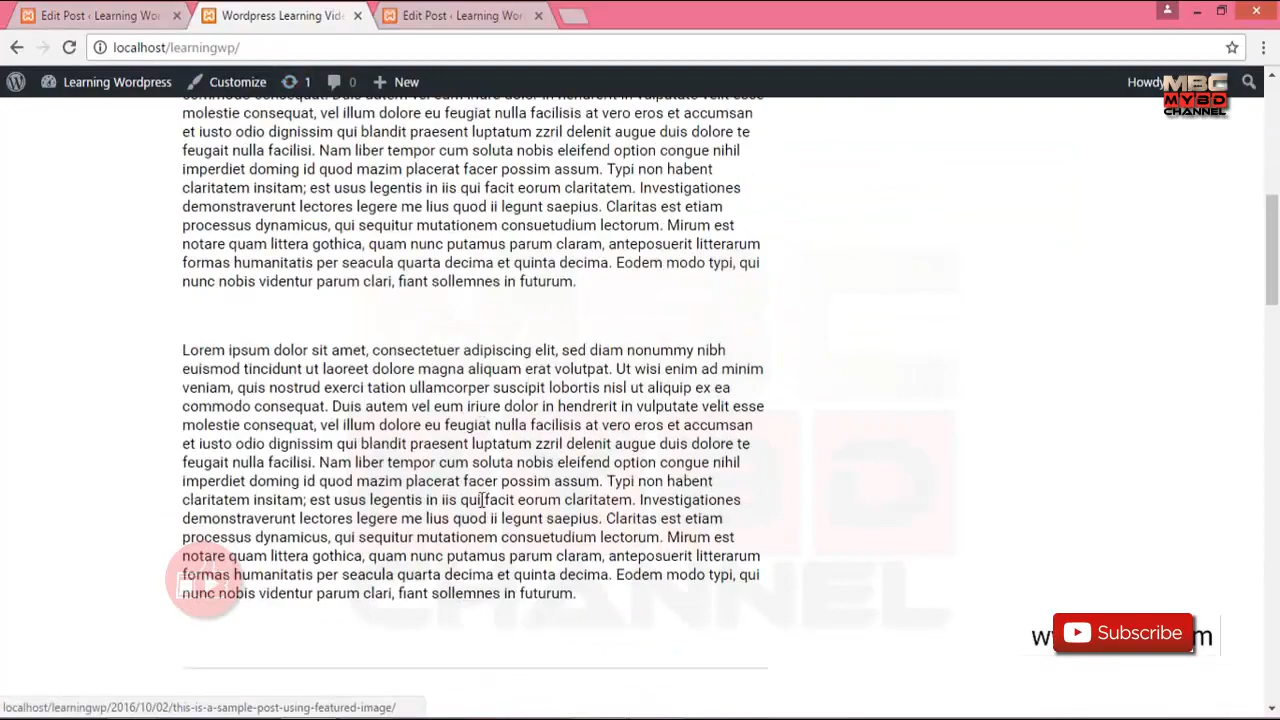 Edit Post ‹ Learning Wo
Wordpress Learning Vid
Edit Post ‹ Learning Wo
localhost/learningwp/
Learning Wordpress
Customize
1
0
New
Howdy
MBG
MYBD
CHANNEL
molestie consequat, vel illum dolore eu feugiat nulla facilisis at vero eros et accumsan
et iusto odio dignissim qui blandit praesent luptatum zzril delenit augue duis dolore te
feugait nulla facilisi. Nam liber tempor cum soluta nobis eleifend option congue nihil
imperdiet doming id quod mazim placerat facer possim assum. Typi non habent
claritatem insitam; est usus legentis in iis qui facit eorum claritatem. Investigationes
demonstraverunt lectores legere me lius quod ii legunt saepius. Claritas est etiam
processus dynamicus, qui sequitur mutationem consuetudium lectorum. Mirum est
notare quam littera gothica, quam nunc putamus parum claram, anteposuerit litterarum
formas humanitatis per seacula quarta decima et quinta decima. Eodem modo typi, qui
nunc nobis videntur parum clari, fiant sollemnes in futurum.
Lorem ipsum dolor sit amet, consectetuer adipiscing elit, sed diam nonummy nibh
euismod tincidunt ut laoreet dolore magna aliquam erat volutpat. Ut wisi enim ad minim
veniam, quis nostrud exerci tation ullamcorper suscipit lobortis nisl ut aliquip ex ea
commodo consequat. Duis autem vel eum iriure dolor in hendrerit in vulputate velit esse
molestie consequat, vel illum dolore eu feugiat nulla facilisis at vero eros et accumsan
et iusto odio dignissim qui blandit praesent luptatum zzril delenit augue duis dolore te
feugait nulla facilisi. Nam liber tempor cum soluta nobis eleifend option congue nihil
imperdiet doming id quod mazim placerat facer possim assum. Typi non habent
claritatem insitam; est usus legentis in iis qui facit eorum claritatem. Investigationes
demonstraverunt lectores legere me lius quod ii legunt saepius. Claritas est etiam
processus dynamicus, qui sequitur mutationem consuetudium lectorum. Mirum est
notare quam littera gothica, quam nunc putamus parum claram, anteposuerit litterarum
formas humanitatis per seacula quarta decima et quinta decima. Eodem modo typi, qui
nunc nobis videntur parum clari, fiant sollemnes in futurum.
Subscribe
localhost/learningwp/2016/10/02/this-is-a-sample-post-using-featured-image/